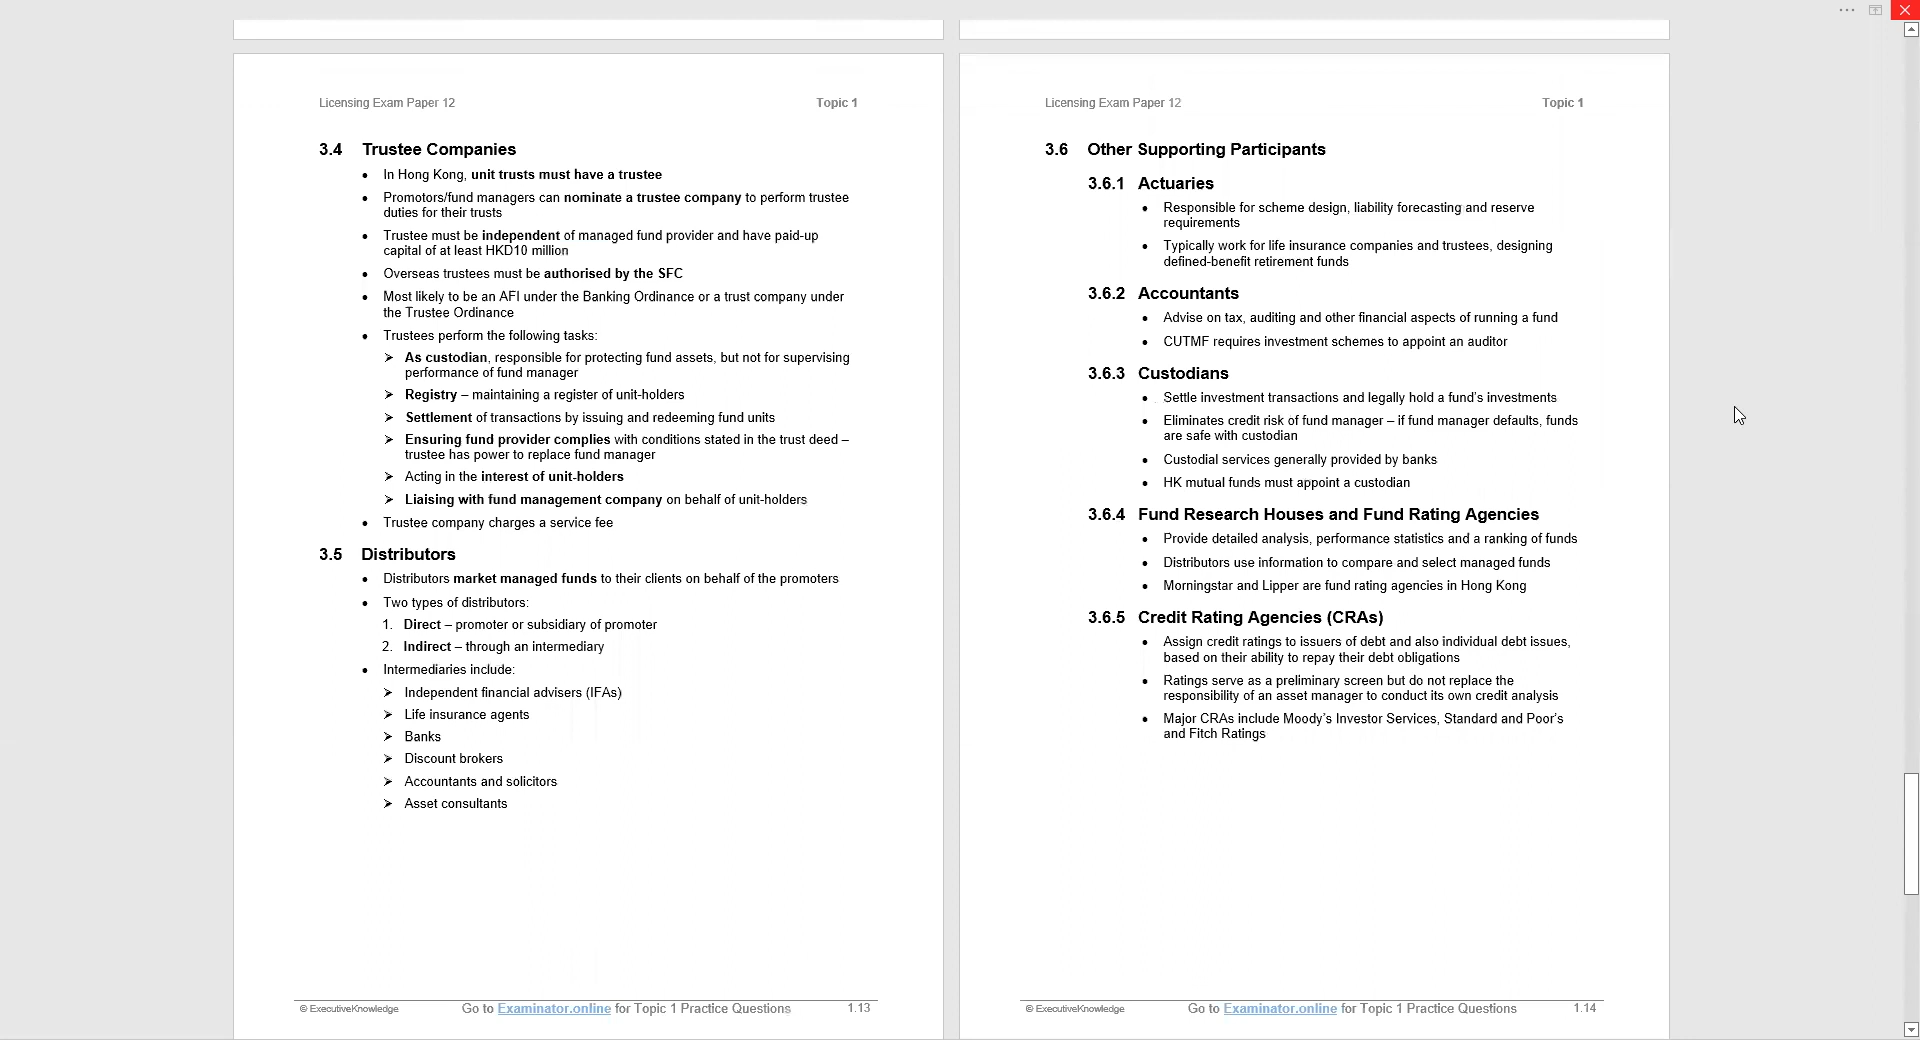 Licensing Exam Paper 12 Topic 1
3.4 Trustee Companies
• In Hong Kong, unit trusts must have a trustee
• Promotors/fund managers can nominate a trustee company to perform trustee
duties for their trusts
• Trustee must be independent of managed fund provider and have paid-up
capital of at least HKD10 million
• Overseas trustees must be authorised by the SFC
• Most likely to be an AFI under the Banking Ordinance or a trust company under
the Trustee Ordinance
• Trustees perform the following tasks:
➢ As custodian, responsible for protecting fund assets, but not for supervising
performance of fund manager
➢ Registry – maintaining a register of unit-holders
➢ Settlement of transactions by issuing and redeeming fund units
➢ Ensuring fund provider complies with conditions stated in the trust deed –
trustee has power to replace fund manager
➢ Acting in the interest of unit-holders
➢ Liaising with fund management company on behalf of unit-holders
• Trustee company charges a service fee
3.5 Distributors
• Distributors market managed funds to their clients on behalf of the promoters
• Two types of distributors:
1. Direct – promoter or subsidiary of promoter
2. Indirect – through an intermediary
• Intermediaries include:
➢ Independent financial advisers (IFAs)
➢ Life insurance agents
➢ Banks
➢ Discount brokers
➢ Accountants and solicitors
➢ Asset consultants
© ExecutiveKnowledge Go to Examinator.online for Topic 1 Practice Questions 1.13
Licensing Exam Paper 12 Topic 1
3.6 Other Supporting Participants
3.6.1 Actuaries
• Responsible for scheme design, liability forecasting and reserve
requirements
• Typically work for life insurance companies and trustees, designing
defined-benefit retirement funds
3.6.2 Accountants
• Advise on tax, auditing and other financial aspects of running a fund
• CUTMF requires investment schemes to appoint an auditor
3.6.3 Custodians
• Settle investment transactions and legally hold a fund's investments
• Eliminates credit risk of fund manager – if fund manager defaults, funds
are safe with custodian
• Custodial services generally provided by banks
• HK mutual funds must appoint a custodian
3.6.4 Fund Research Houses and Fund Rating Agencies
• Provide detailed analysis, performance statistics and a ranking of funds
• Distributors use information to compare and select managed funds
• Morningstar and Lipper are fund rating agencies in Hong Kong
3.6.5 Credit Rating Agencies (CRAs)
• Assign credit ratings to issuers of debt and also individual debt issues,
based on their ability to repay their debt obligations
• Ratings serve as a preliminary screen but do not replace the
responsibility of an asset manager to conduct its own credit analysis
• Major CRAs include Moody's Investor Services, Standard and Poor's
and Fitch Ratings
© ExecutiveKnowledge Go to Examinator.online for Topic 1 Practice Questions 1.14